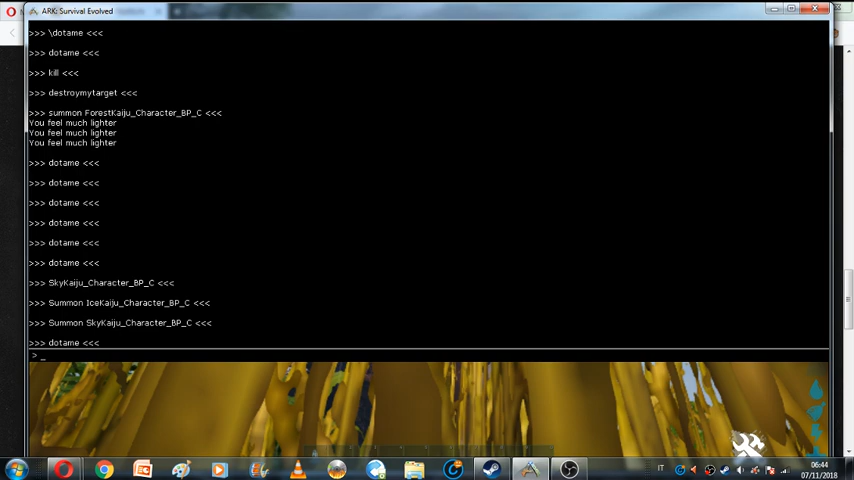 ARK: Survival Evolved
>>> \dotame <<<
>>> dotame <<<
>>> kill <<<
>>> destroymytarget <<<
>>> summon ForestKaiju_Character_BP_C <<<
You feel much lighter
You feel much lighter
You feel much lighter
>>> dotame <<<
>>> dotame <<<
>>> dotame <<<
>>> dotame <<<
>>> dotame <<<
>>> dotame <<<
>>> SkyKaiju_Character_BP_C <<<
>>> Summon IceKaiju_Character_BP_C <<<
>>> Summon SkyKaiju_Character_BP_C <<<
>>> dotame <<<
> _
IT
06:44
07/11/2018